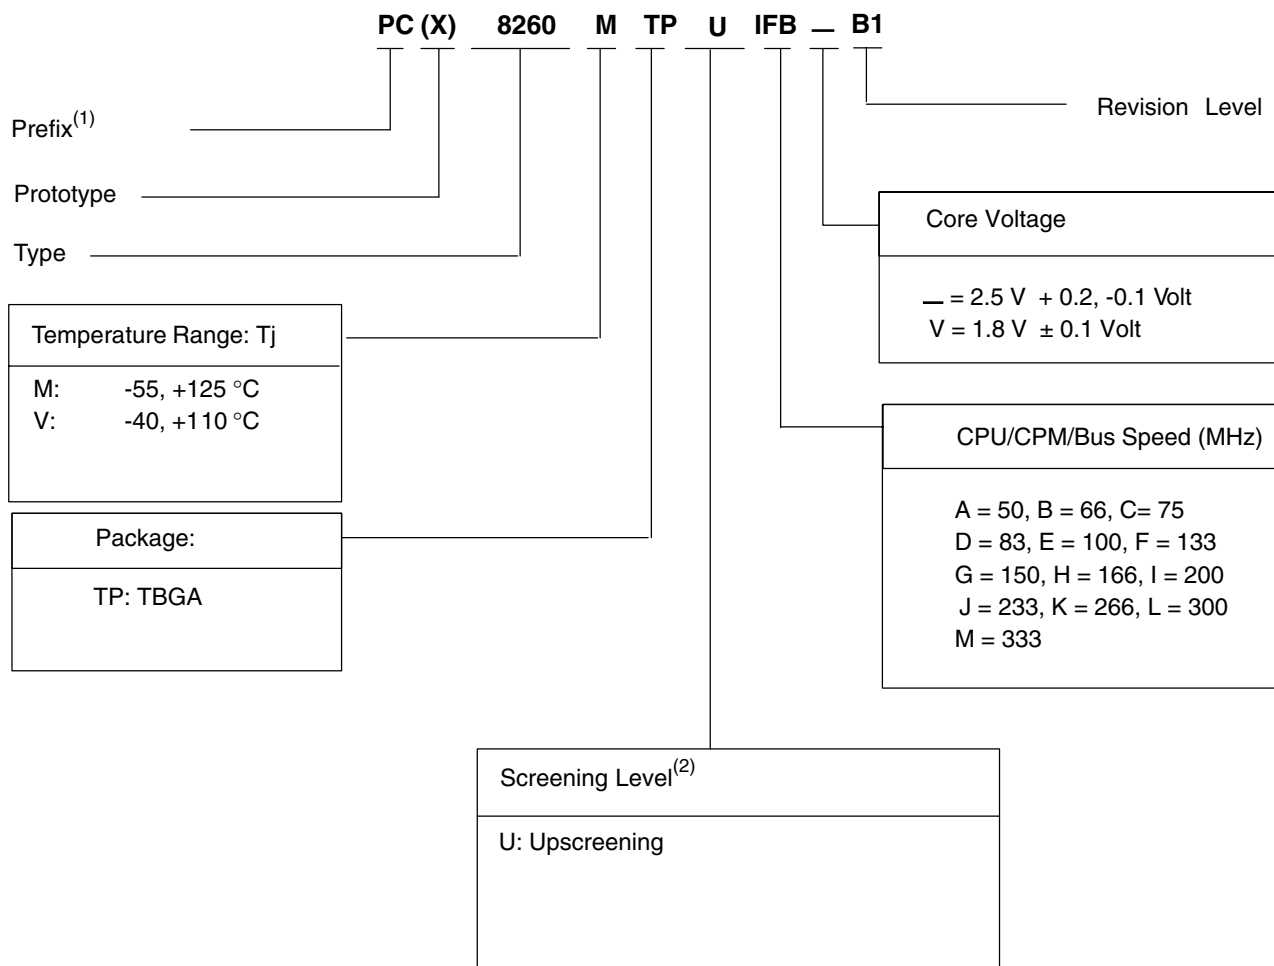 PC (X) 8260 M TP U IFB — B1
Revision Level
Prefix(1)
Prototype
Type
Core Voltage
— = 2.5 V + 0.2, -0.1 Volt
V = 1.8 V ± 0.1 Volt
Temperature Range: Tj
M: -55, +125 °C
V: -40, +110 °C
CPU/CPM/Bus Speed (MHz)
A = 50, B = 66, C= 75
D = 83, E = 100, F = 133
G = 150, H = 166, I = 200
J = 233, K = 266, L = 300
M = 333
Package:
TP: TBGA
Screening Level(2)
U: Upscreening